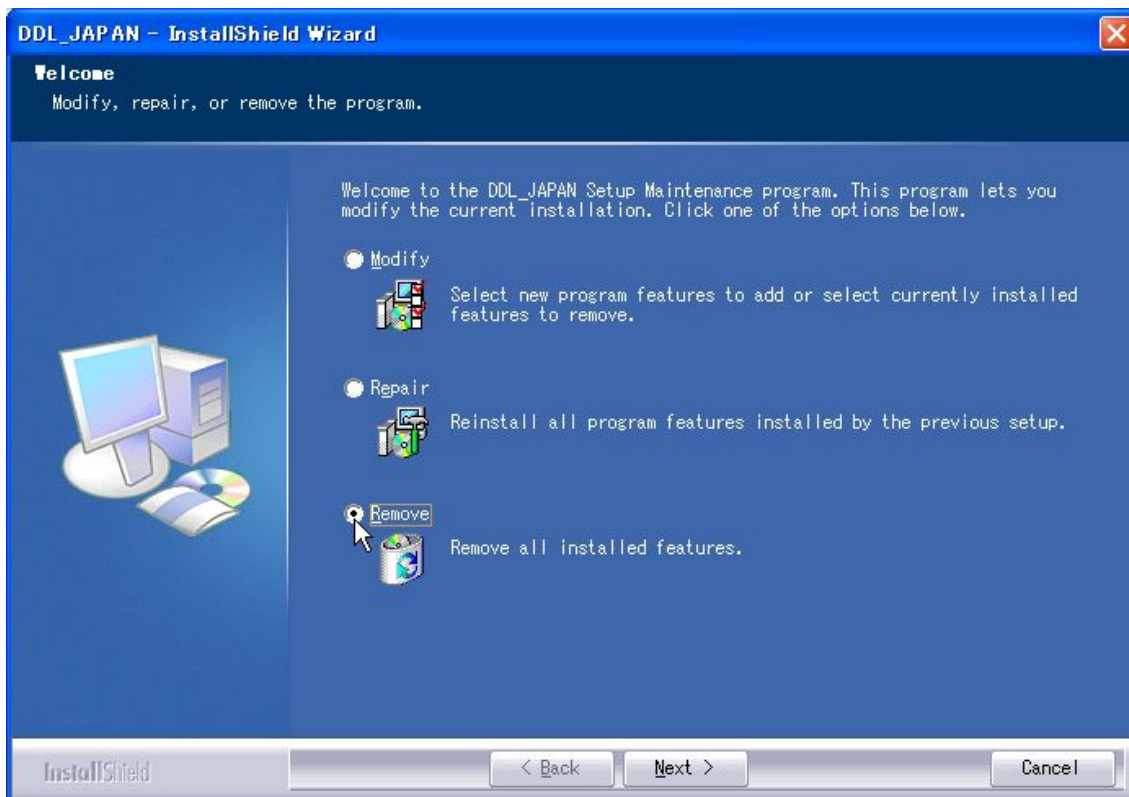 DDL_JAPAN - InstallShield Wizard
Welcome
Modify, repair, or remove the program.
Welcome to the DDL_JAPAN Setup Maintenance program. This program lets you
modify the current installation. Click one of the options below.
Modify
Select new program features to add or select currently installed
features to remove.
Repair
Reinstall all program features installed by the previous setup.
Remove
Remove all installed features.
InstallShield
< Back
Next >
Cancel